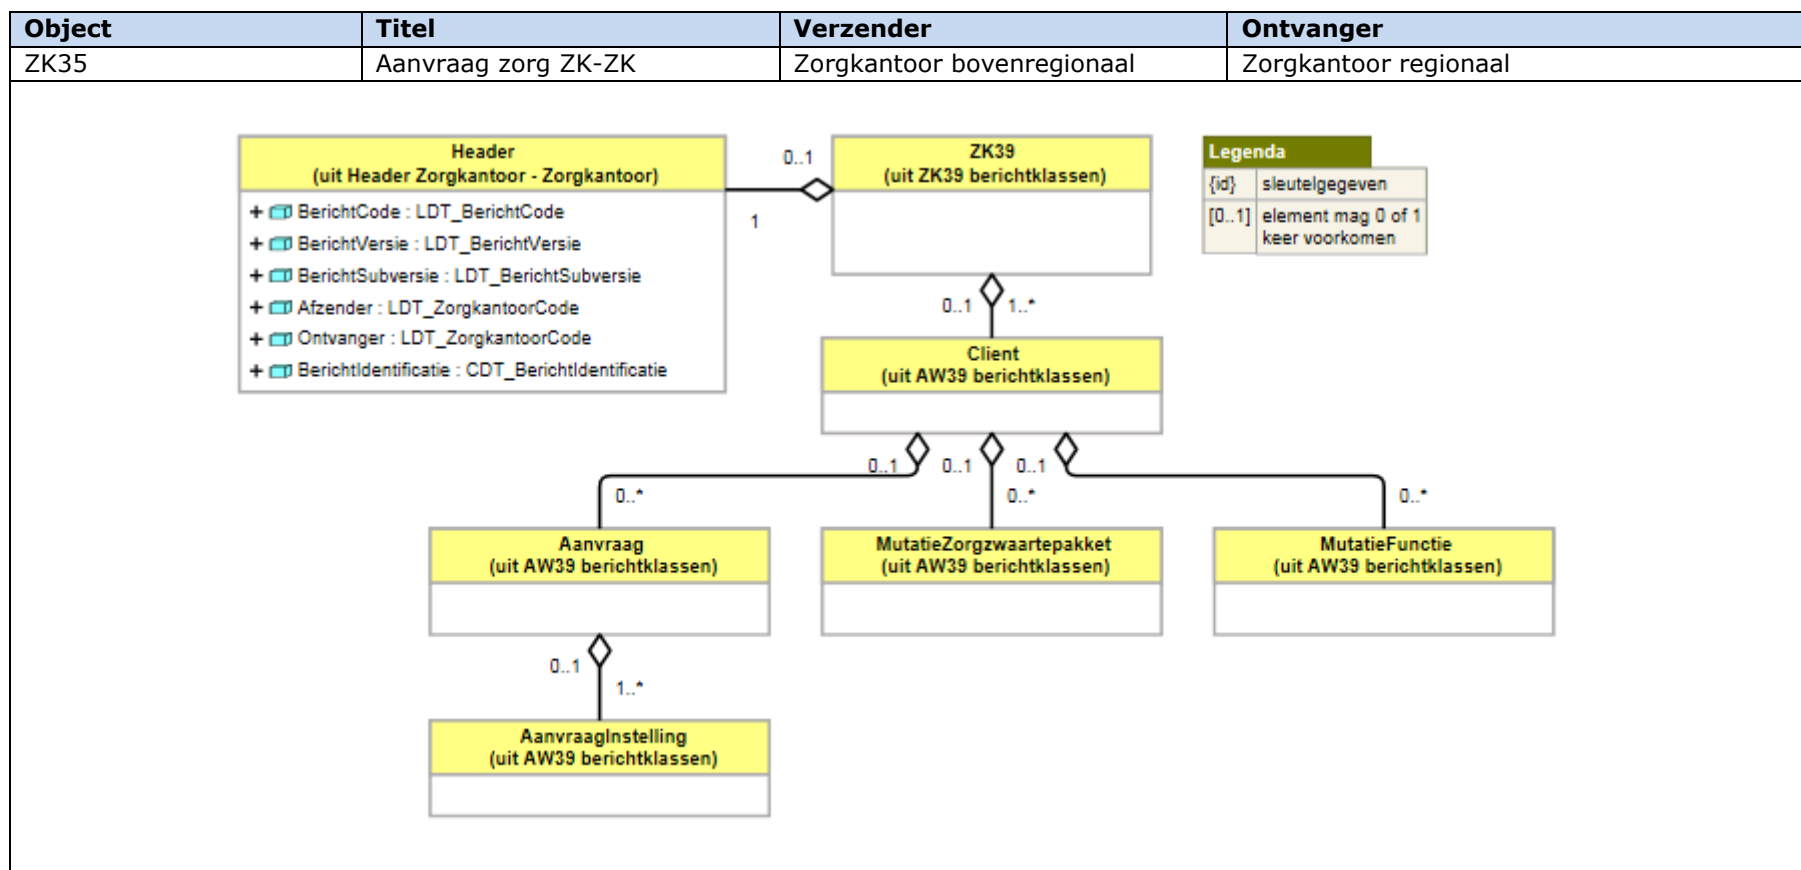 Object Titel Verzender Ontvanger
ZK35 Aanvraag zorg ZK-ZK Zorgkantoor bovenregionaal Zorgkantoor regionaal
Header
(uit Header Zorgkantoor - Zorgkantoor)
+ BerichtCode : LDT_BerichtCode
+ BerichtVersie : LDT_BerichtVersie
+ BerichtSubversie : LDT_BerichtSubversie
+ Afzender : LDT_ZorgkantoorCode
+ Ontvanger : LDT_ZorgkantoorCode
+ BerichtIdentificatie : CDT_BerichtIdentificatie
0..1
1
ZK39
(uit ZK39 berichtklassen)
Legenda
{id} sleutelgegeven
[0..1] element mag 0 of 1
keer voorkomen
0..1 1..*
Client
(uit AW39 berichtklassen)
0..1 0..1 0..1
0..* 0..* 0..*
Aanvraag
(uit AW39 berichtklassen)
MutatieZorgzwaartepakket
(uit AW39 berichtklassen)
MutatieFunctie
(uit AW39 berichtklassen)
0..1
1..*
AanvraagInstelling
(uit AW39 berichtklassen)